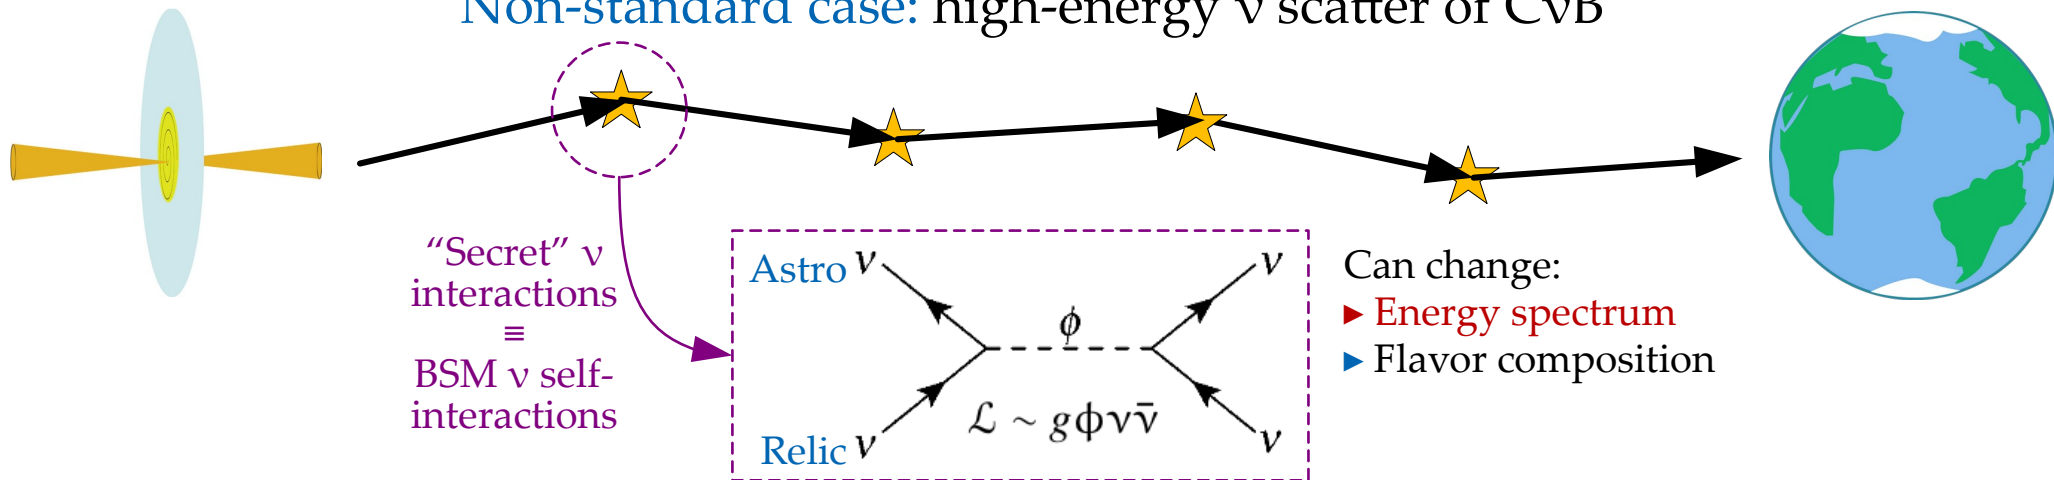 Non-standard case: high-energy ν scatter of CνB
“Secret” ν
interactions
≡
BSM ν self-
interactions
Astro ν
ν
ϕ
ℒ ~ gϕνν̄
Relic ν
ν
Can change:
▸ Energy spectrum
▸ Flavor composition